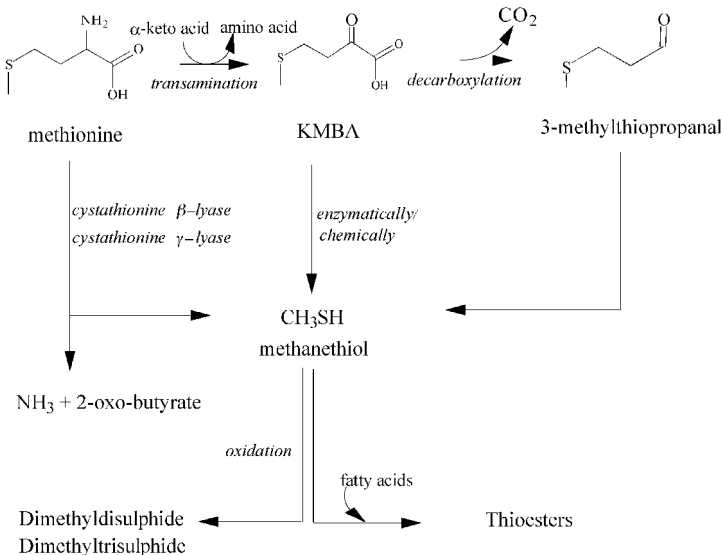 NH₂
α-keto acid amino acid
O
CO₂
O
S
O
OH
transamination
S
O
OH
decarboxylation
S
O
methionine
KMBA
3-methylthiopropanal
cystathionine β–lyase
cystathionine γ–lyase
enzymatically/
chemically
CH₃SH
methanethiol
NH₃ + 2-oxo-butyrate
oxidation
fatty acids
Dimethyldisulphide
Dimethyltrisulphide
Thioesters